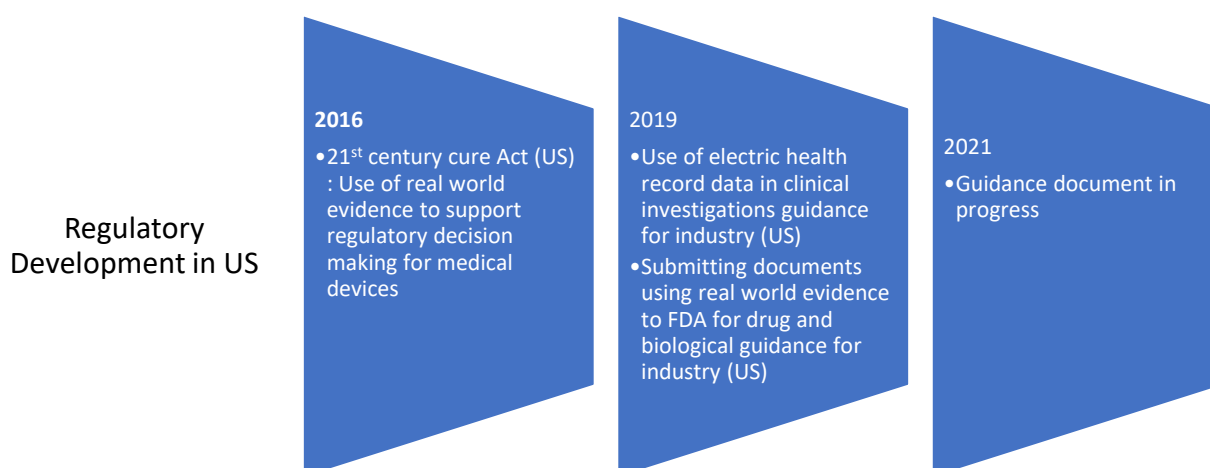 Regulatory
Development in US
2016
•21st century cure Act (US)
: Use of real world
evidence to support
regulatory decision
making for medical
devices
2019
•Use of electric health
record data in clinical
investigations guidance
for industry (US)
•Submitting documents
using real world evidence
to FDA for drug and
biological guidance for
industry (US)
2021
•Guidance document in
progress